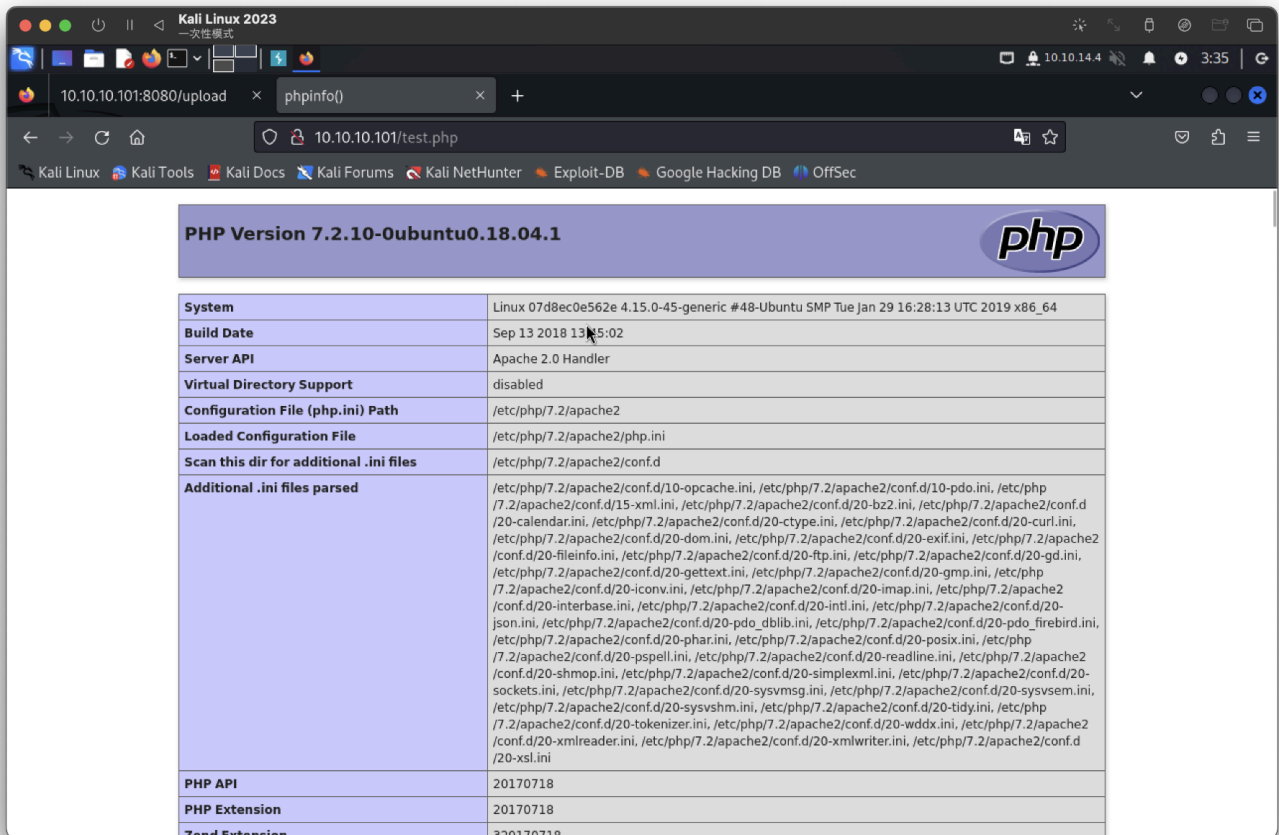 Kali Linux 2023
一次性模式
10.10.14.4
3:35
10.10.10.101:8080/upload
phpinfo()
10.10.10.101/test.php
Kali Linux
Kali Tools
Kali Docs
Kali Forums
Kali NetHunter
Exploit-DB
Google Hacking DB
OffSec
PHP Version 7.2.10-0ubuntu0.18.04.1
php
System
Linux 07d8ec0e562e 4.15.0-45-generic #48-Ubuntu SMP Tue Jan 29 16:28:13 UTC 2019 x86_64
Build Date
Sep 13 2018
Server API
Apache 2.0 Handler
Virtual Directory Support
disabled
Configuration File (php.ini) Path
/etc/php/7.2/apache2
Loaded Configuration File
/etc/php/7.2/apache2/php.ini
Scan this dir for additional .ini files
/etc/php/7.2/apache2/conf.d
Additional .ini files parsed
/etc/php/7.2/apache2/conf.d/10-opcache.ini, /etc/php/7.2/apache2/conf.d/10-pdo.ini, /etc/php
/7.2/apache2/conf.d/15-xml.ini, /etc/php/7.2/apache2/conf.d/20-bz2.ini, /etc/php/7.2/apache2/conf.d
/20-calendar.ini, /etc/php/7.2/apache2/conf.d/20-ctype.ini, /etc/php/7.2/apache2/conf.d/20-curl.ini,
/etc/php/7.2/apache2/conf.d/20-dom.ini, /etc/php/7.2/apache2/conf.d/20-exif.ini, /etc/php/7.2/apache2
/conf.d/20-fileinfo.ini, /etc/php/7.2/apache2/conf.d/20-ftp.ini, /etc/php/7.2/apache2/conf.d/20-gd.ini,
/etc/php/7.2/apache2/conf.d/20-gettext.ini, /etc/php/7.2/apache2/conf.d/20-gmp.ini, /etc/php
/7.2/apache2/conf.d/20-iconv.ini, /etc/php/7.2/apache2/conf.d/20-imap.ini, /etc/php/7.2/apache2
/conf.d/20-interbase.ini, /etc/php/7.2/apache2/conf.d/20-intl.ini, /etc/php/7.2/apache2/conf.d/20-
json.ini, /etc/php/7.2/apache2/conf.d/20-pdo_dblib.ini, /etc/php/7.2/apache2/conf.d/20-pdo_firebird.ini,
/etc/php/7.2/apache2/conf.d/20-phar.ini, /etc/php/7.2/apache2/conf.d/20-posix.ini, /etc/php
/7.2/apache2/conf.d/20-pspell.ini, /etc/php/7.2/apache2/conf.d/20-readline.ini, /etc/php/7.2/apache2
/conf.d/20-shmop.ini, /etc/php/7.2/apache2/conf.d/20-simplexml.ini, /etc/php/7.2/apache2/conf.d/20-
sockets.ini, /etc/php/7.2/apache2/conf.d/20-sysvmsg.ini, /etc/php/7.2/apache2/conf.d/20-sysvsem.ini,
/etc/php/7.2/apache2/conf.d/20-sysvshm.ini, /etc/php/7.2/apache2/conf.d/20-tidy.ini, /etc/php
/7.2/apache2/conf.d/20-tokenizer.ini, /etc/php/7.2/apache2/conf.d/20-wddx.ini, /etc/php/7.2/apache2
/conf.d/20-xmlreader.ini, /etc/php/7.2/apache2/conf.d/20-xmlwriter.ini, /etc/php/7.2/apache2/conf.d
/20-xsl.ini
PHP API
20170718
PHP Extension
20170718
Zend Extension
320170718